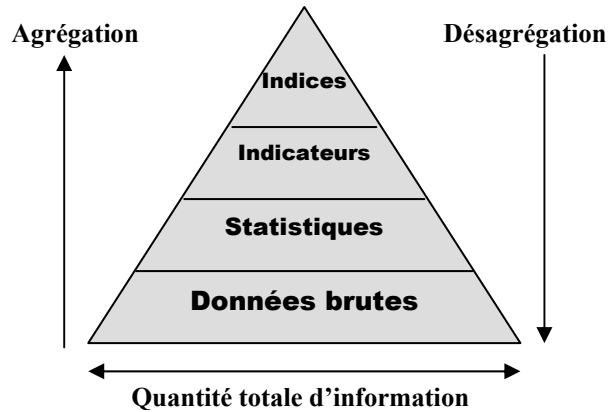 Agrégation
Désagrégation
Indices
Indicateurs
Statistiques
Données brutes
Quantité totale d’information